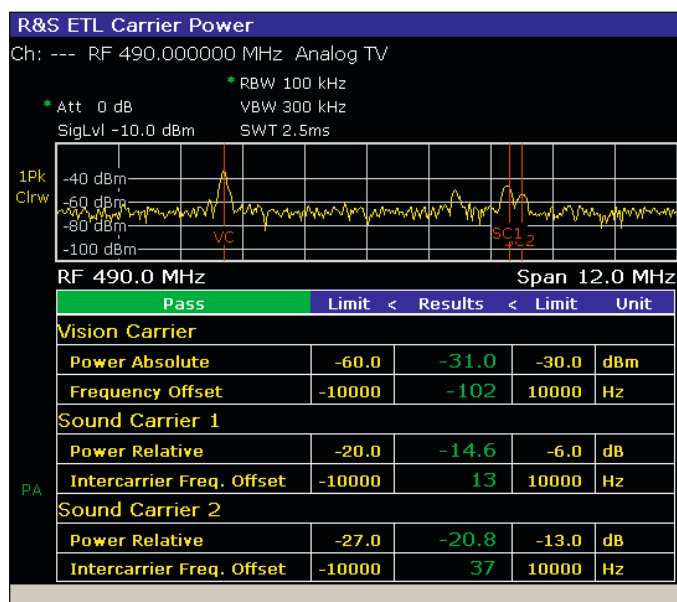 R&S ETL Carrier Power
Ch: --- RF 490.000000 MHz Analog TV
* RBW 100 kHz
* Att 0 dB VBW 300 kHz
SigLvl -10.0 dBm SWT 2.5ms
1Pk
Clrw
-40 dBm
-60 dBm
-80 dBm
-100 dBm
VC
SC1
SC2
RF 490.0 MHz Span 12.0 MHz
Pass Limit < Results < Limit Unit
Vision Carrier
Power Absolute -60.0 -31.0 -30.0 dBm
Frequency Offset -10000 -102 10000 Hz
Sound Carrier 1
Power Relative -20.0 -14.6 -6.0 dB
Intercarrier Freq. Offset -10000 13 10000 Hz
PA
Sound Carrier 2
Power Relative -27.0 -20.8 -13.0 dB
Intercarrier Freq. Offset -10000 37 10000 Hz